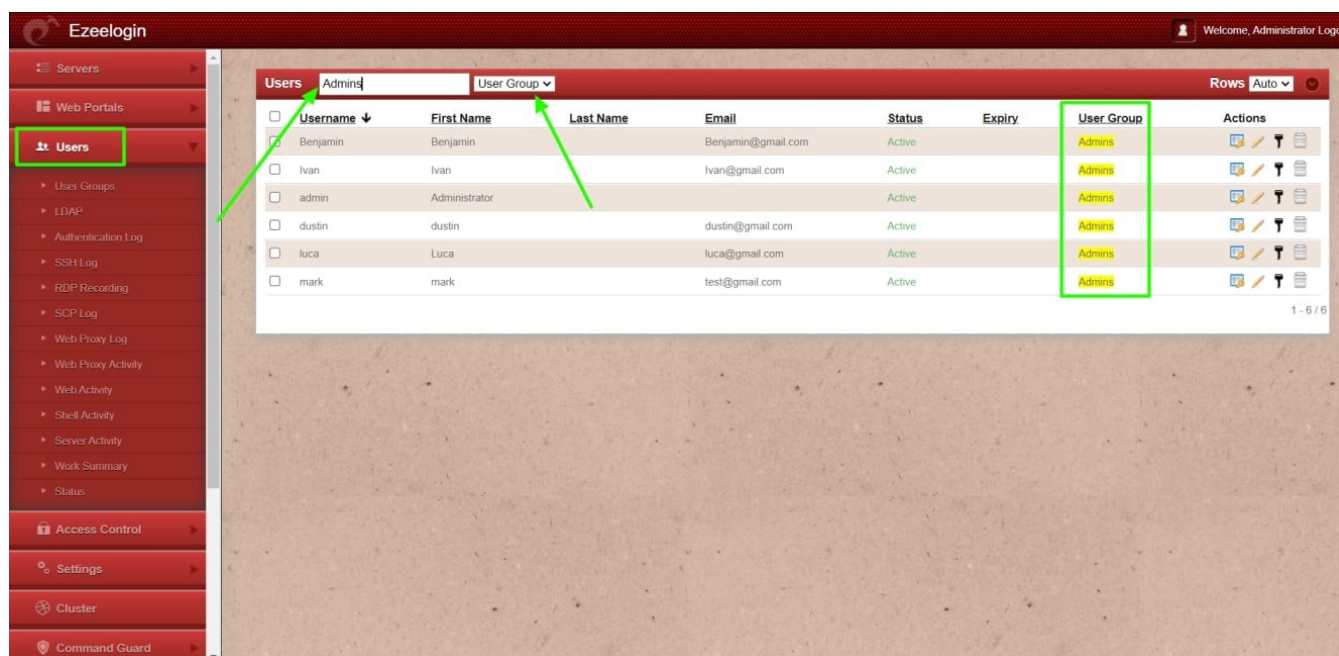 Ezeelogin
Welcome, Administrator
Servers
Web Portals
Users
User Groups
LDAP
Authentication Log
SSH Log
RDP Recording
SCP Log
Web Proxy Log
Web Proxy Activity
Web Activity
Shell Activity
Server Activity
Work Summary
Status
Access Control
Settings
Cluster
Command Guard
Users Admins User Group Rows Auto
Username First Name Last Name Email Status Expiry User Group Actions
Benjamin Benjamin Benjamin@gmail.com Active Admins
Ivan Ivan Ivan@gmail.com Active Admins
admin Administrator Active Admins
dustin dustin dustin@gmail.com Active Admins
luca Luca luca@gmail.com Active Admins
mark mark test@gmail.com Active Admins
1 - 6 / 6